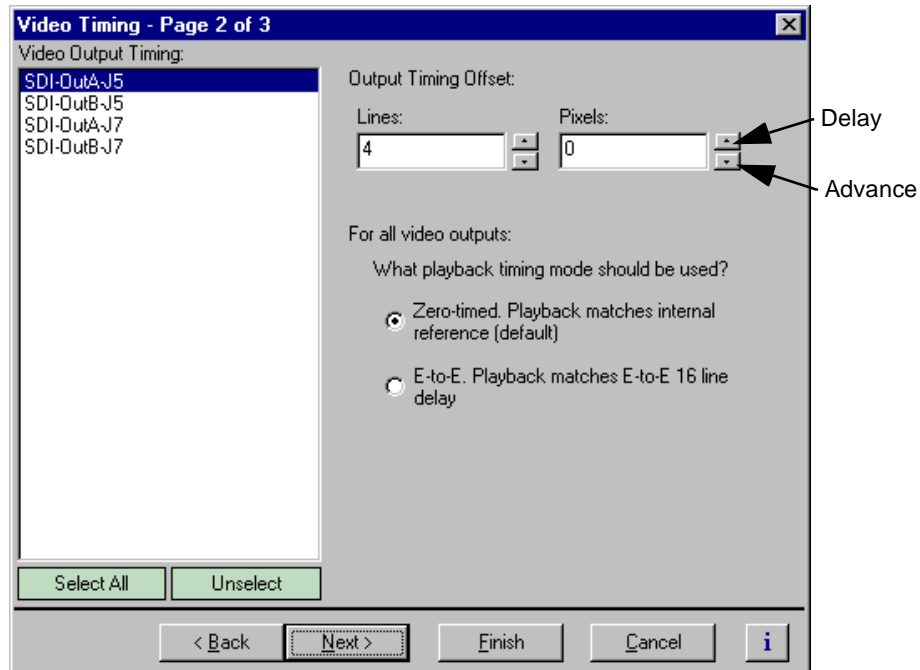 Video Timing - Page 2 of 3
Video Output Timing:
SDI-OutA-J5
SDI-OutB-J5
SDI-OutA-J7
SDI-OutB-J7
Output Timing Offset:
Lines:
Pixels:
4
0
Delay
Advance
For all video outputs:
What playback timing mode should be used?
Zero-timed. Playback matches internal
reference (default)
E-to-E. Playback matches E-to-E 16 line
delay
Select All
Unselect
< Back
Next >
Finish
Cancel
i